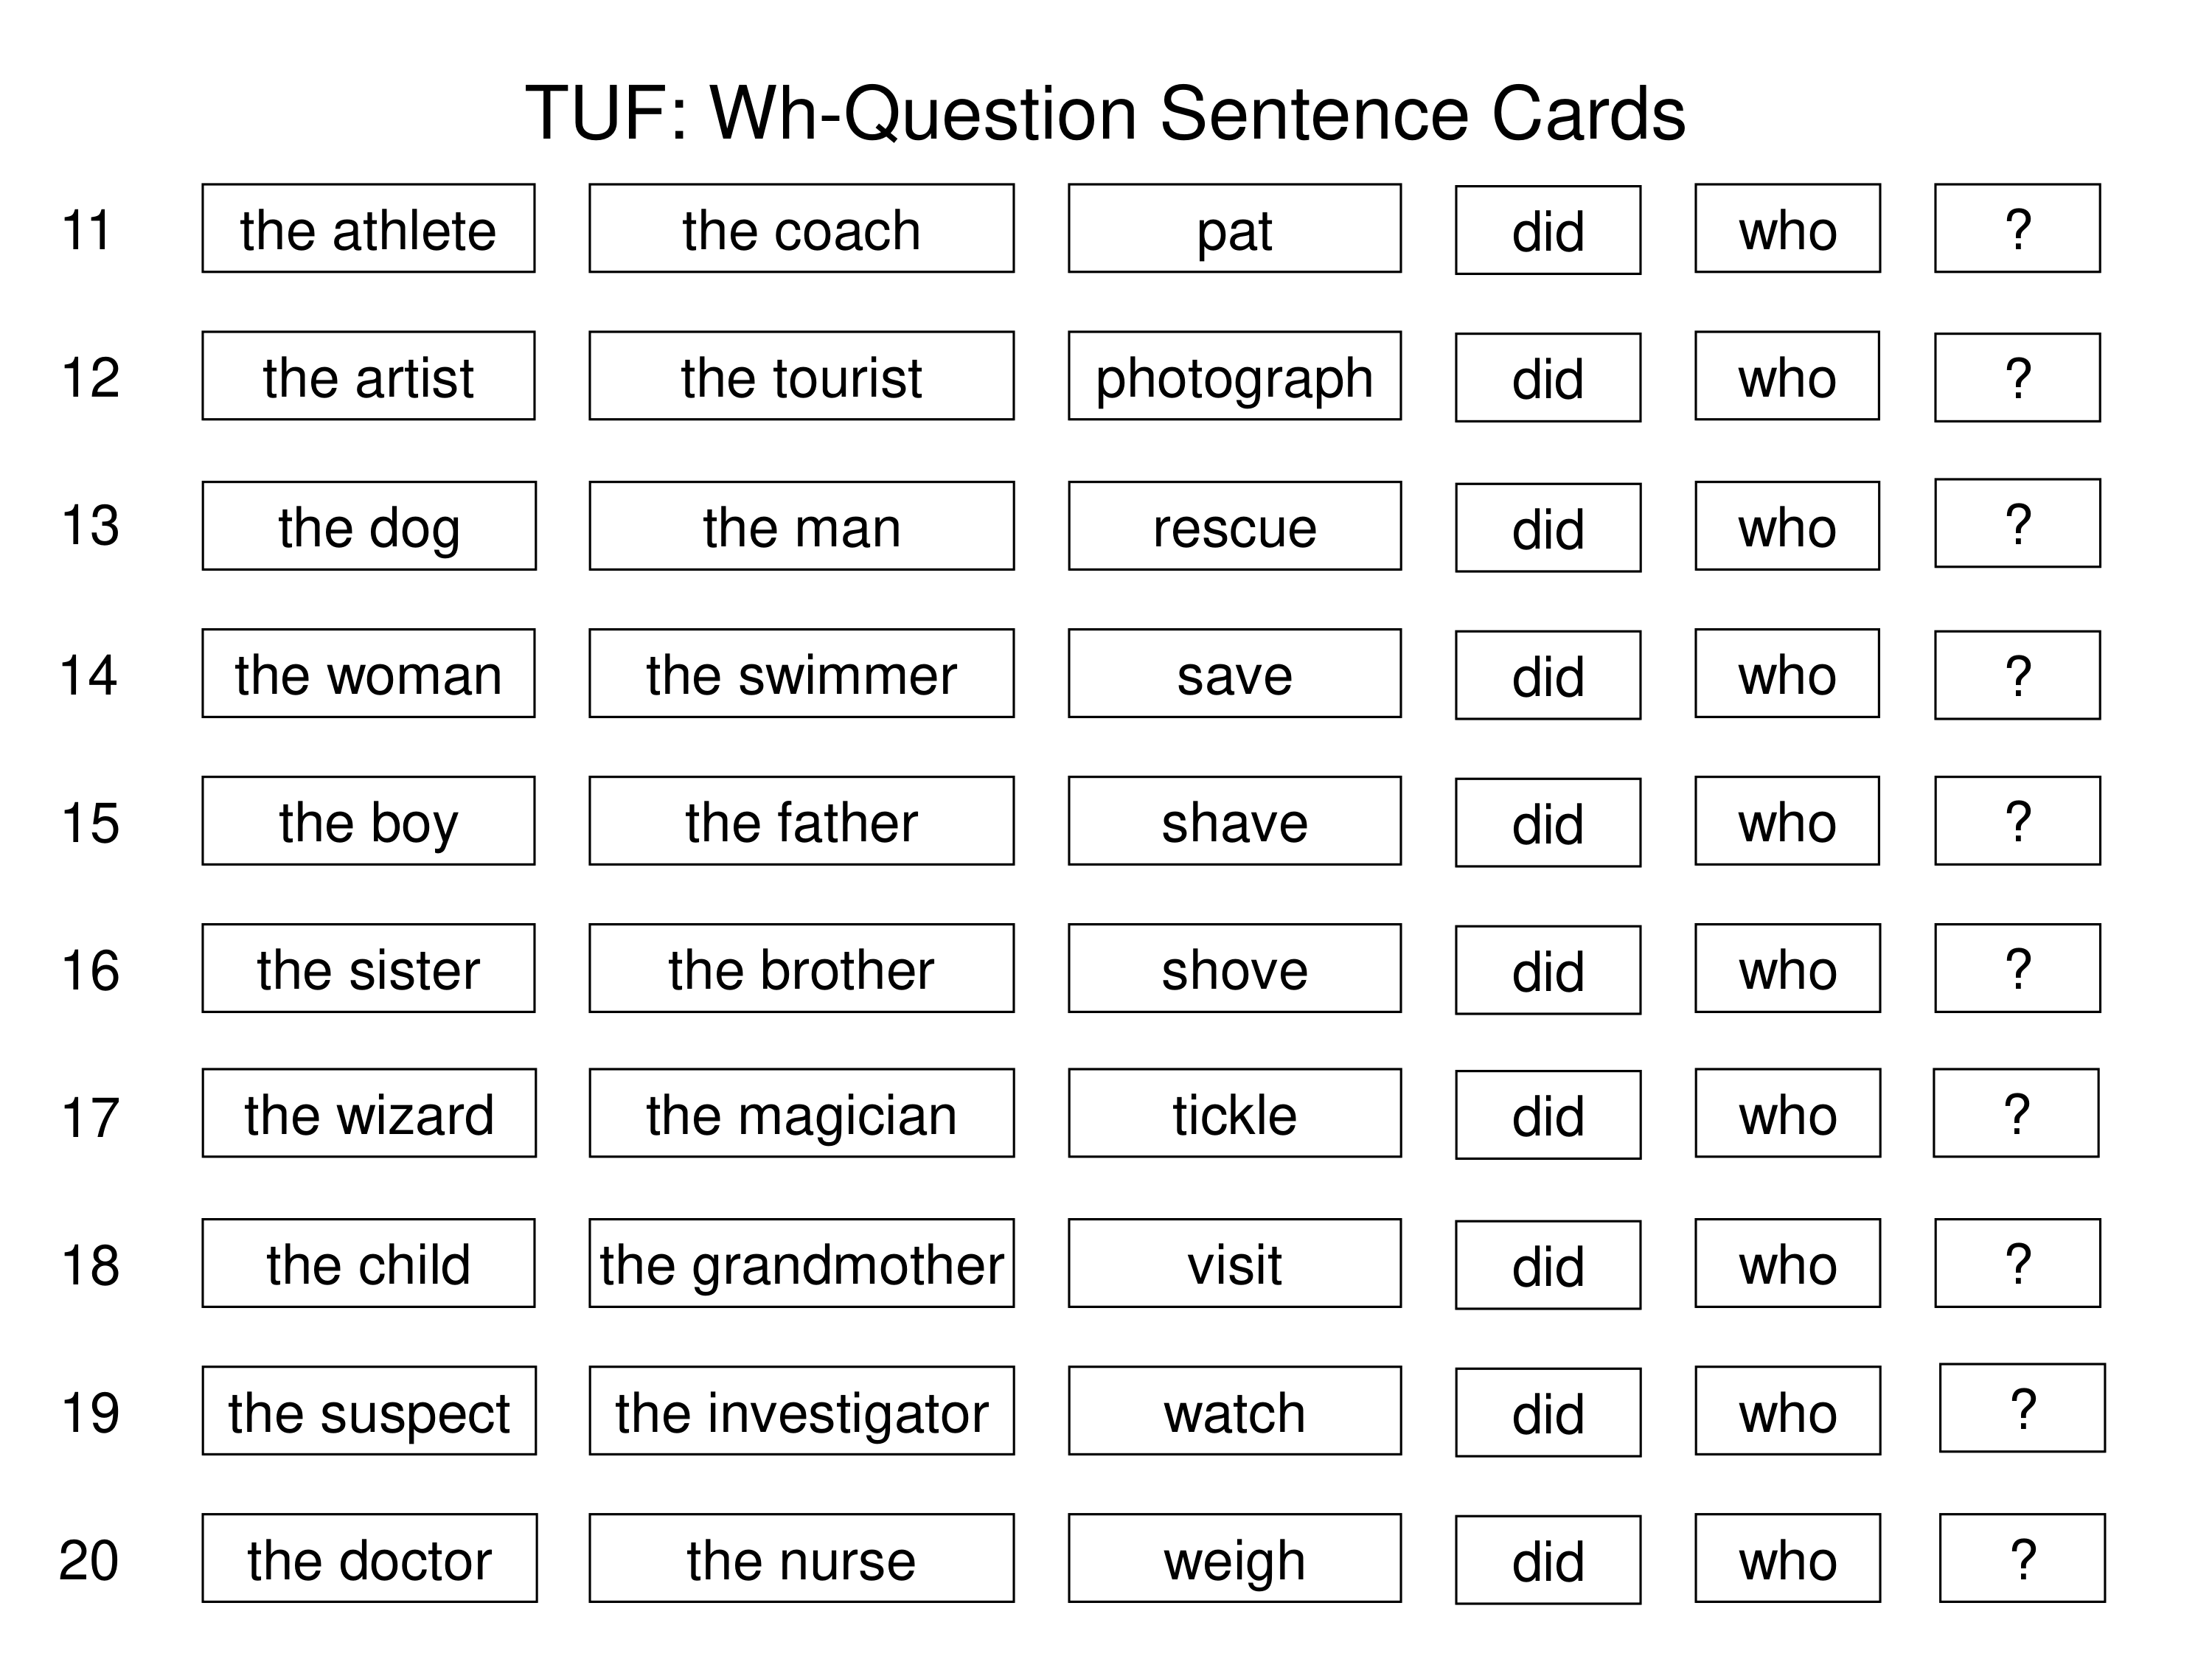 TUF: Wh-Question Sentence Cards
11 the athlete the coach pat did who ?
12 the artist the tourist photograph did who ?
13 the dog the man rescue did who ?
14 the woman the swimmer save did who ?
15 the boy the father shave did who ?
16 the sister the brother shove did who ?
17 the wizard the magician tickle did who ?
18 the child the grandmother visit did who ?
19 the suspect the investigator watch did who ?
20 the doctor the nurse weigh did who ?